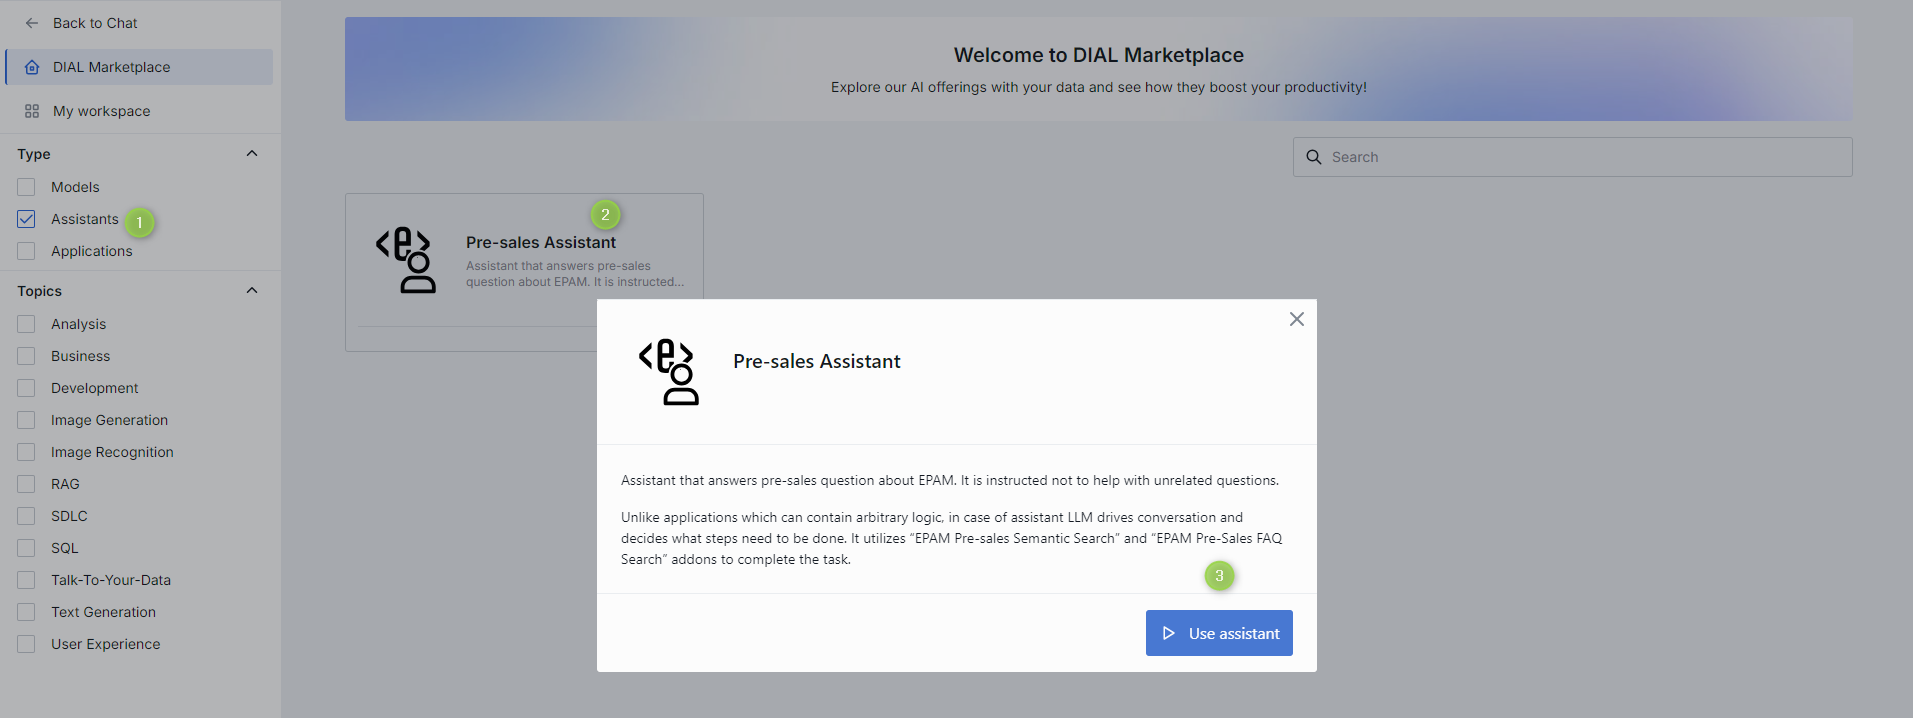 Back to Chat
DIAL Marketplace
My workspace
Type
Models
Assistants
1
Applications
Topics
Analysis
Business
Development
Image Generation
Image Recognition
RAG
SDLC
SQL
Talk-To-Your-Data
Text Generation
User Experience
Welcome to DIAL Marketplace
Explore our AI offerings with your data and see how they boost your productivity!
Search
2
Pre-sales Assistant
Assistant that answers pre-sales
question about EPAM. It is instructed...
Pre-sales Assistant
Assistant that answers pre-sales question about EPAM. It is instructed not to help with unrelated questions.
Unlike applications which can contain arbitrary logic, in case of assistant LLM drives conversation and
decides what steps need to be done. It utilizes “EPAM Pre-sales Semantic Search” and “EPAM Pre-Sales FAQ
Search” addons to complete the task.
3
Use assistant